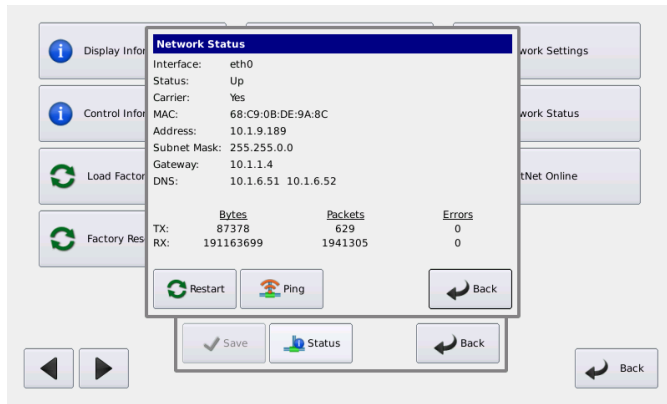 Display Infor
Network Status
work Settings
Interface: eth0
Status: Up
Carrier: Yes
Control Infor
MAC: 68:C9:0B:DE:9A:8C
work Status
Address: 10.1.9.189
Subnet Mask: 255.255.0.0
Gateway: 10.1.1.4
Load Factor
DNS: 10.1.6.51 10.1.6.52
tNet Online
Bytes Packets Errors
TX: 87378 629 0
Factory Res
RX: 191163699 1941305 0
Restart Ping Back
Save Status Back
Back